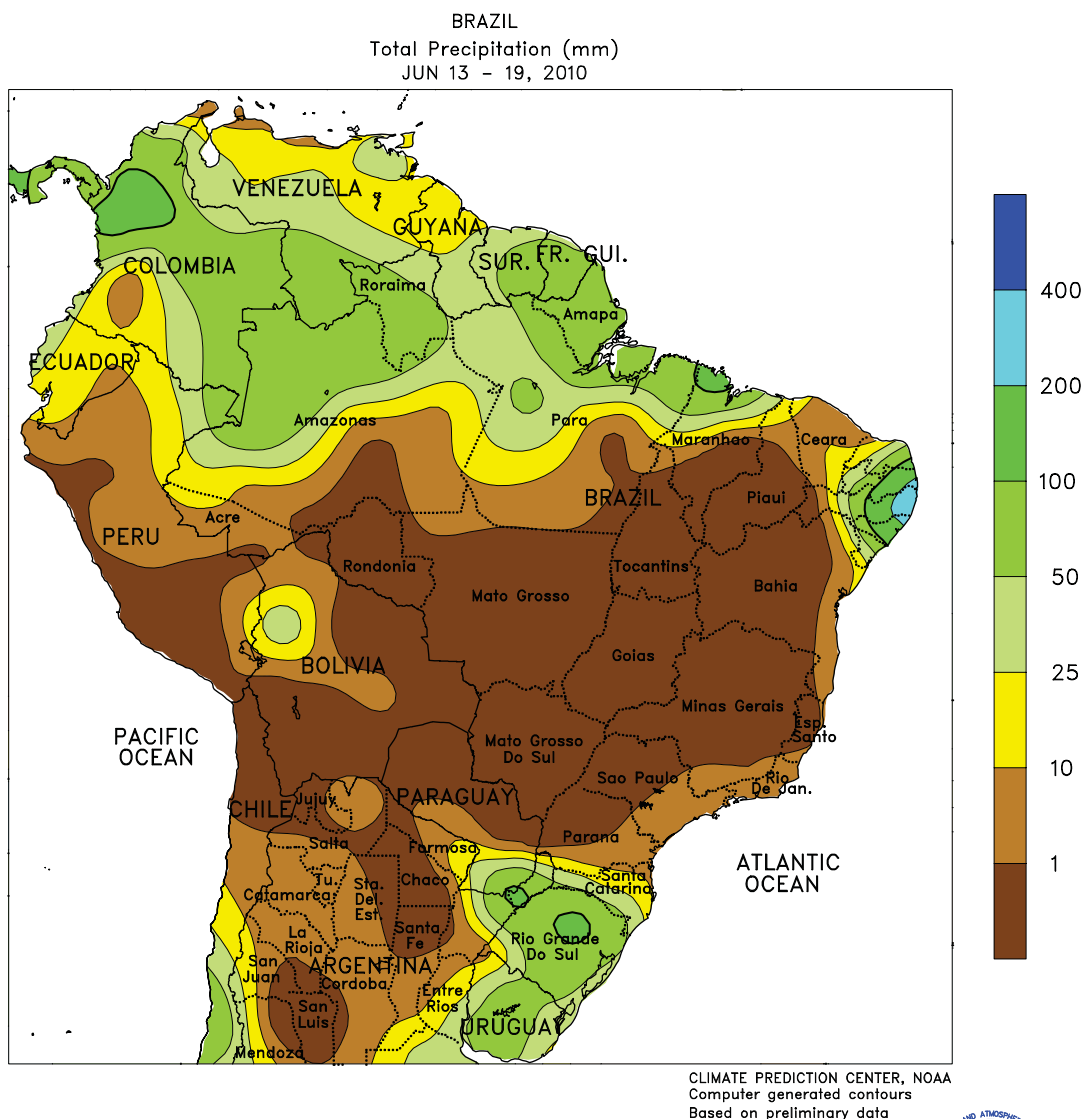 BRAZIL
Total Precipitation (mm)
JUN 13 - 19, 2010
VENEZUELA
GUYANA
SUR.
FR. GUI.
COLOMBIA
Roraima
Amapa
ECUADOR
Amazonas
Para
Maranhao
Ceara
BRAZIL
Piaui
Acre
PERU
Rondonia
Tocantins
Bahia
Mato Grosso
Goias
BOLIVIA
Minas Gerais
Esp.
Santo
PACIFIC
OCEAN
Mato Grosso
Do Sul
Sao Paulo
Rio
De Jan.
CHILE
Jujuy
PARAGUAY
Parana
Salta
Formosa
ATLANTIC
OCEAN
Santa
Catarina
Tu.
Catamarca
Sta.
Del.
Est.
Chaco
La
Rioja
Santa
Fe
Rio Grande
Do Sul
San
Juan
ARGENTINA
Cordoba
Entre
Rios
San
Luis
URUGUAY
Mendoza
400
300
200
100
50
25
10
1
CLIMATE PREDICTION CENTER, NOAA
Computer generated contours
Based on preliminary data
AND ATMOSPHE